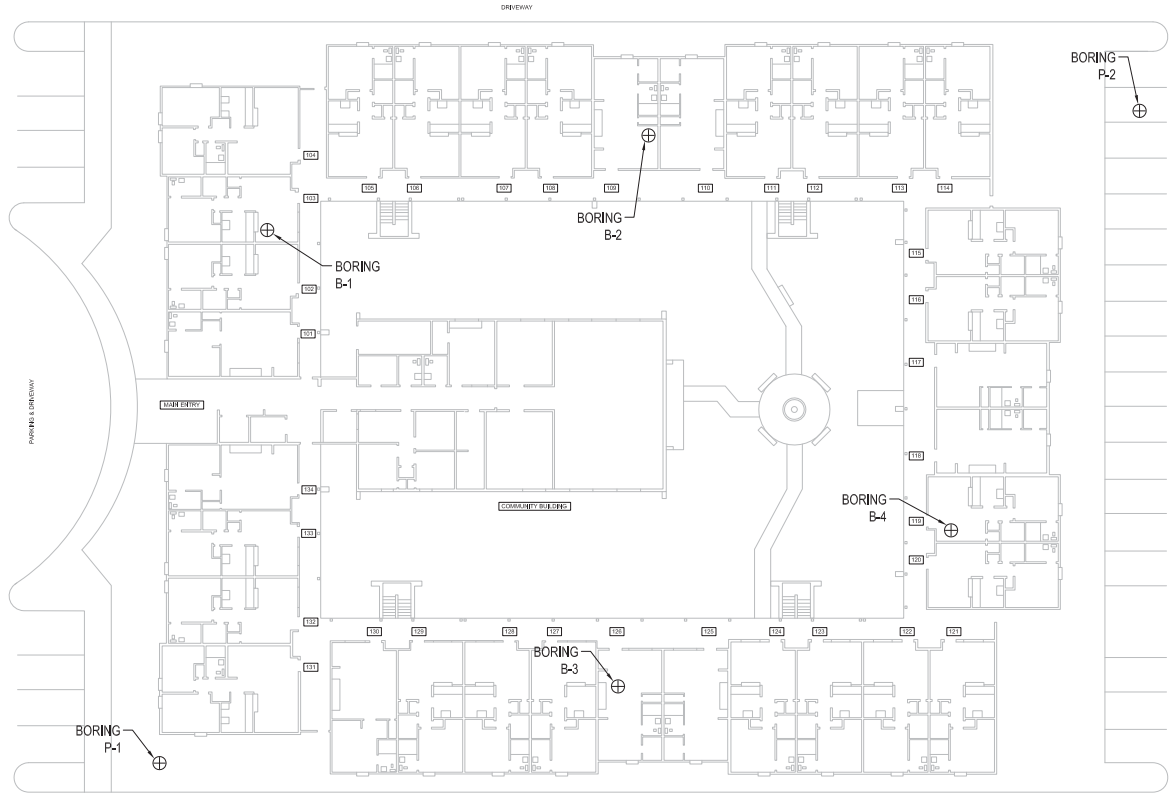 DRIVEWAY
BORING
P-2
104
103
105
106
107
108
109
110
111
112
113
114
BORING
B-2
BORING
B-1
102
101
115
116
117
PARKING & DRIVEWAY
MAIN ENTRY
118
134
COMMUNITY BUILDING
BORING
B-4
119
133
120
132
130
129
128
127
126
125
124
123
122
121
BORING
B-3
131
BORING
P-1